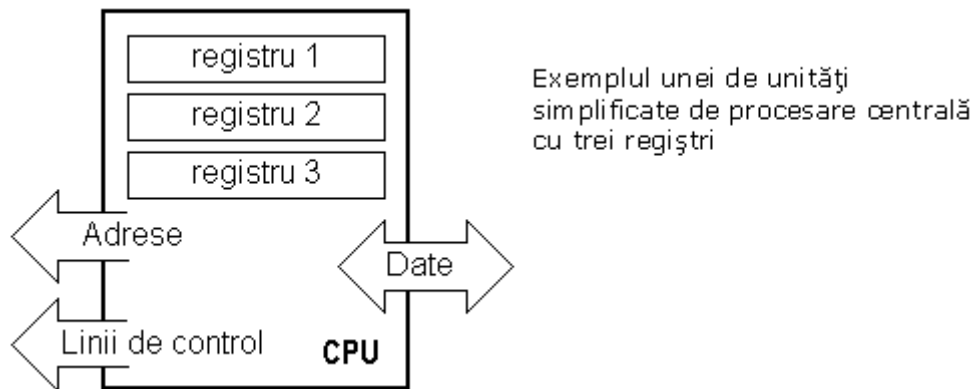 registru 1
registru 2
registru 3
Adrese
Date
Linii de control
CPU
Exemplul unei de unităţi
simplificate de procesare centrală
cu trei regiştri